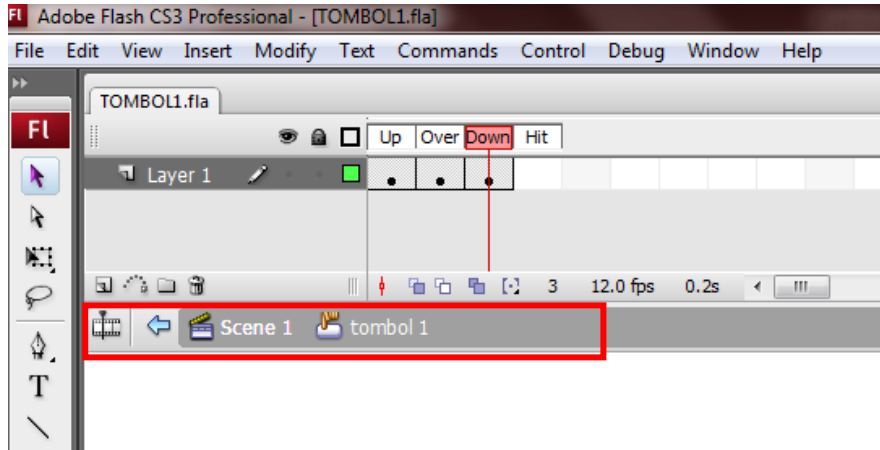 Fl Adobe Flash CS3 Professional - [TOMBOL1.fla]
File Edit View Insert Modify Text Commands Control Debug Window Help
TOMBOL1.fla
Fl
Up Over Down Hit
Layer 1
3 12.0 fps 0.2s
Scene 1 tombol 1
T